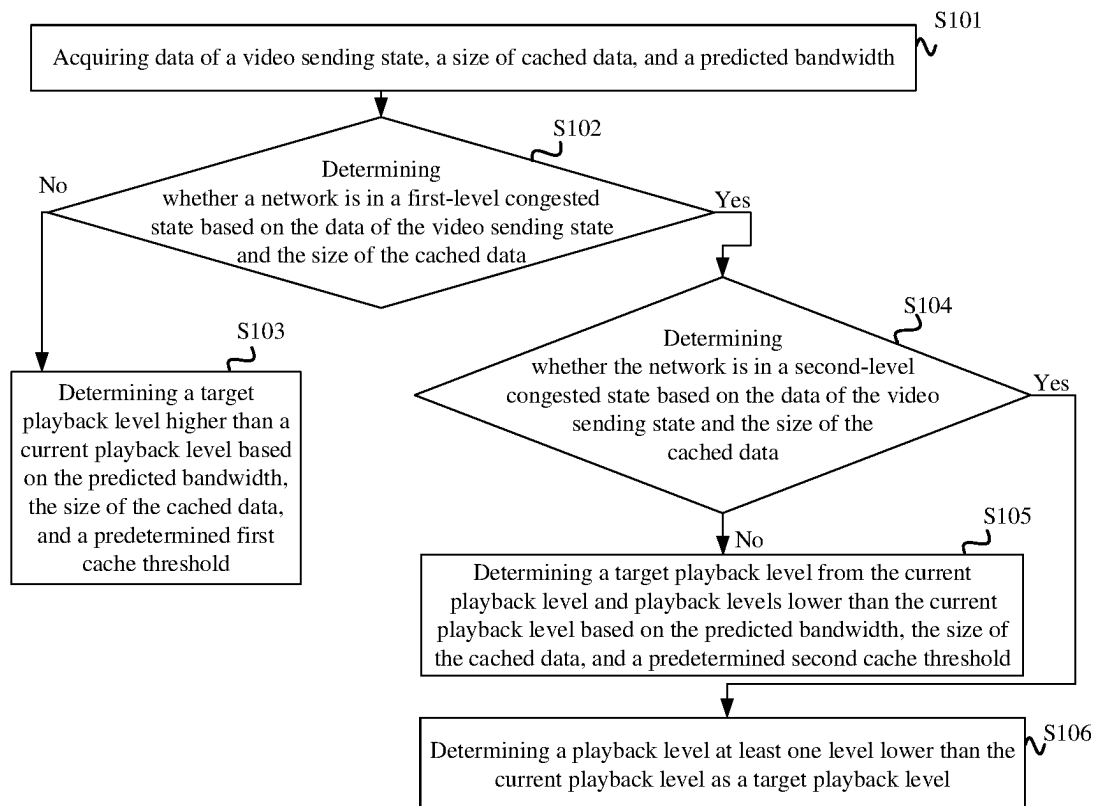 S101
Acquiring data of a video sending state, a size of cached data, and a predicted bandwidth
S102
Determining
whether a network is in a first-level congested
state based on the data of the video sending state
and the size of the cached data
No
Yes
S103
Determining a target
playback level higher than a
current playback level based
on the predicted bandwidth,
the size of the cached data,
and a predetermined first
cache threshold
S104
Determining
whether the network is in a second-level
congested state based on the data of the video
sending state and the size of the
cached data
Yes
No
S105
Determining a target playback level from the current
playback level and playback levels lower than the current
playback level based on the predicted bandwidth, the size of
the cached data, and a predetermined second cache threshold
S106
Determining a playback level at least one level lower than the
current playback level as a target playback level